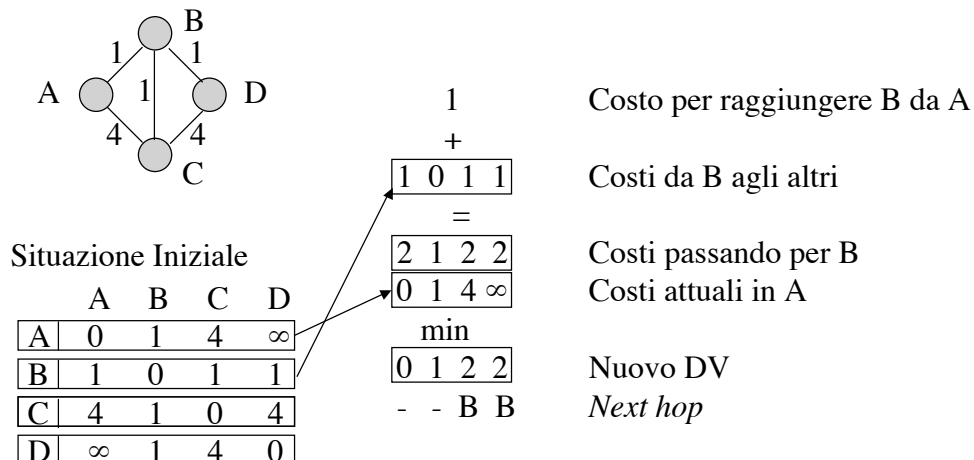 B
1 1
A 1 D
4 4
C
1 Costo per raggiungere B da A
+
1 0 1 1 Costi da B agli altri
=
2 1 2 2 Costi passando per B
0 1 4 ∞ Costi attuali in A
min
0 1 2 2 Nuovo DV
- - B B Next hop
Situazione Iniziale
A B C D
A 0 1 4 ∞
B 1 0 1 1
C 4 1 0 4
D ∞ 1 4 0